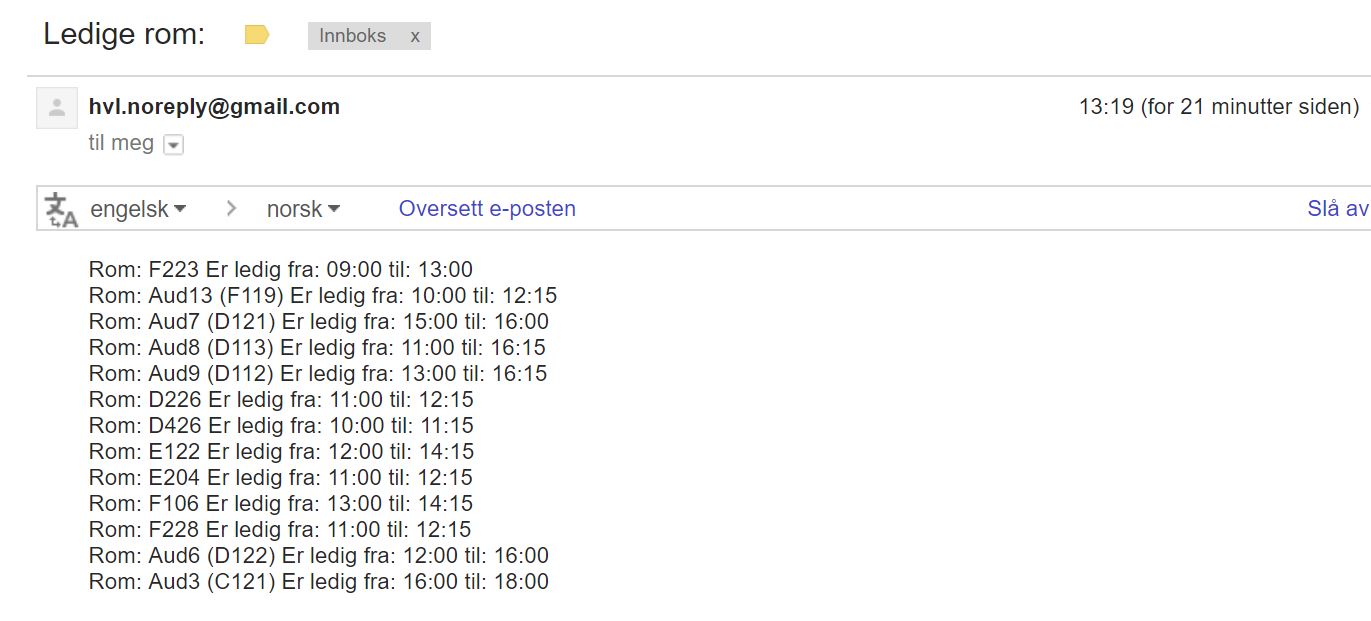 Ledige rom:
Innboks x
hvl.noreply@gmail.com
13:19 (for 21 minutter siden)
til meg
文A engelsk > norsk Oversett e-posten Slå av
Rom: F223 Er ledig fra: 09:00 til: 13:00
Rom: Aud13 (F119) Er ledig fra: 10:00 til: 12:15
Rom: Aud7 (D121) Er ledig fra: 15:00 til: 16:00
Rom: Aud8 (D113) Er ledig fra: 11:00 til: 16:15
Rom: Aud9 (D112) Er ledig fra: 13:00 til: 16:15
Rom: D226 Er ledig fra: 11:00 til: 12:15
Rom: D426 Er ledig fra: 10:00 til: 11:15
Rom: E122 Er ledig fra: 12:00 til: 14:15
Rom: E204 Er ledig fra: 11:00 til: 12:15
Rom: F106 Er ledig fra: 13:00 til: 14:15
Rom: F228 Er ledig fra: 11:00 til: 12:15
Rom: Aud6 (D122) Er ledig fra: 12:00 til: 16:00
Rom: Aud3 (C121) Er ledig fra: 16:00 til: 18:00